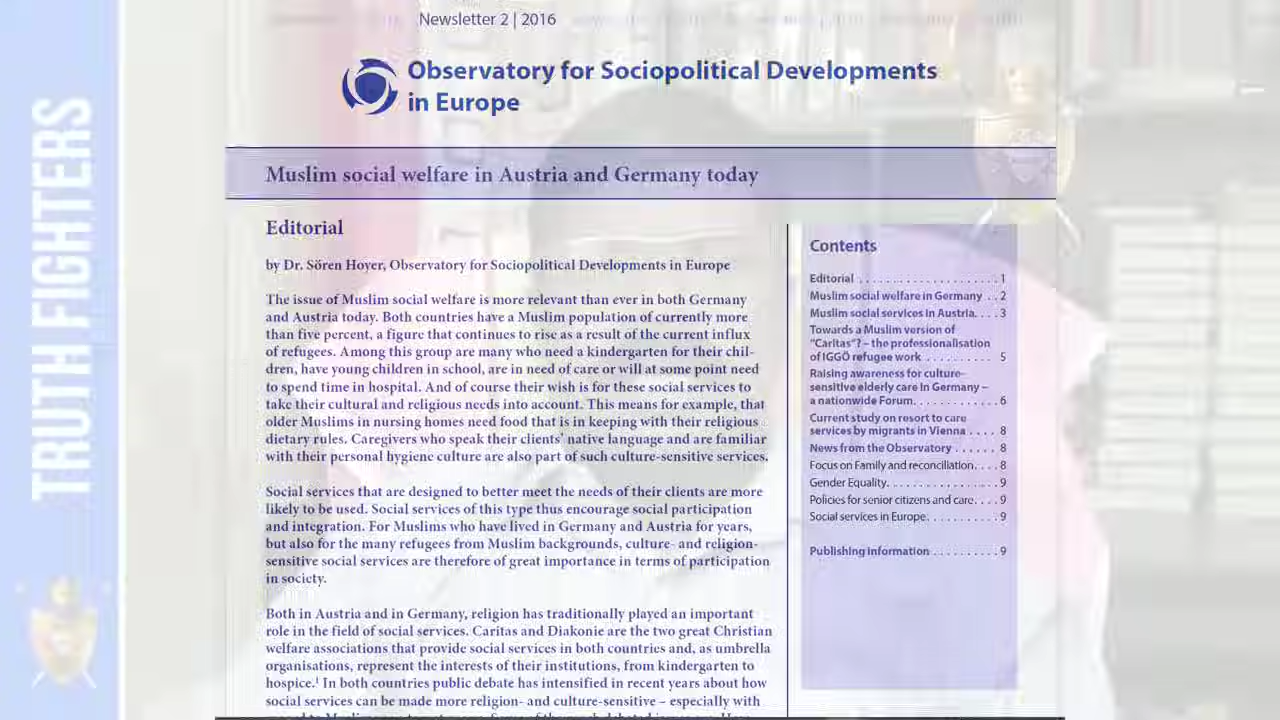 Newsletter 2 | 2016
Observatory for Sociopolitical Developments
in Europe
Muslim social welfare in Austria and Germany today
TRUTH FIGHTERS
Editorial
by Dr. Sören Hoyer, Observatory for Sociopolitical Developments in Europe
The issue of Muslim social welfare is more relevant than ever in both Germany
and Austria today. Both countries have a Muslim population of currently more
than five percent, a figure that continues to rise as a result of the current influx
of refugees. Among this group are many who need a kindergarten for their chil-
dren, have young children in school, are in need of care or will at some point need
to spend time in hospital. And of course their wish is for these social services to
take their cultural and religious needs into account. This means for example, that
older Muslims in nursing homes need food that is in keeping with their religious
dietary rules. Caregivers who speak their clients' native language and are familiar
with their personal hygiene culture are also part of such culture-sensitive services.
Social services that are designed to better meet the needs of their clients are more
likely to be used. Social services of this type thus encourage social participation
and integration. For Muslims who have lived in Germany and Austria for years,
but also for the many refugees from Muslim backgrounds, culture- and religion-
sensitive social services are therefore of great importance in terms of participation
in society.
Both in Austria and in Germany, religion has traditionally played an important
role in the field of social services. Caritas and Diakonie are the two great Christian
welfare associations that provide social services in both countries and, as umbrella
organisations, represent the interests of their institutions, from kindergarten to
hospice.¹ In both countries public debate has intensified in recent years about how
social services can be made more religion- and culture-sensitive – especially with
Contents
Editorial . . . . . . . . . . . . . . . . . . . . . 1
Muslim social welfare in Germany . . 2
Muslim social services in Austria. . . . 3
Towards a Muslim version of
"Caritas"? – the professionalisation
of IGGÖ refugee work . . . . . . . . . . 5
Raising awareness for culture-
sensitive elderly care in Germany –
a nationwide Forum. . . . . . . . . . . . . 6
Current study on resort to care
services by migrants in Vienna . . . . 8
News from the Observatory . . . . . . 8
Focus on Family and reconciliation. . . . 8
Gender Equality. . . . . . . . . . . . . . . . . 9
Policies for senior citizens and care. . . . 9
Social services in Europe. . . . . . . . . . . 9
Publishing information . . . . . . . . . . 9